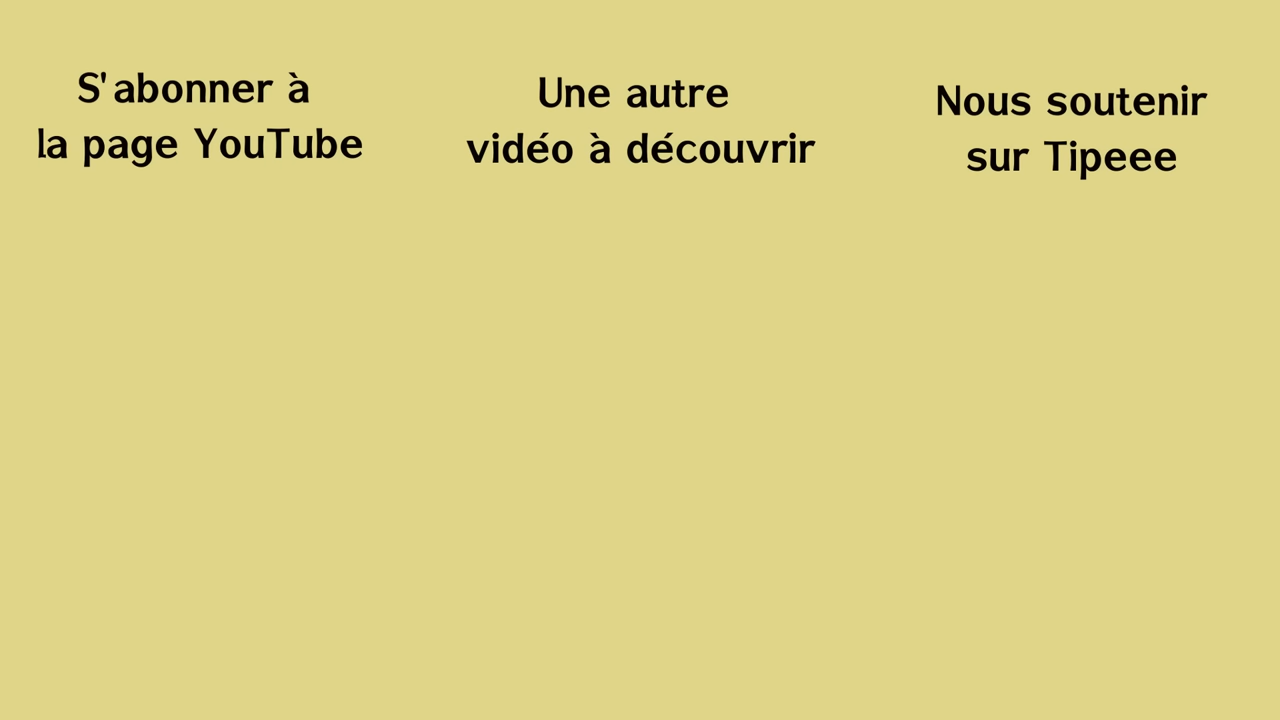 S'abonner à
la page YouTube
Une autre
vidéo à découvrir
Nous soutenir
sur Tipeee